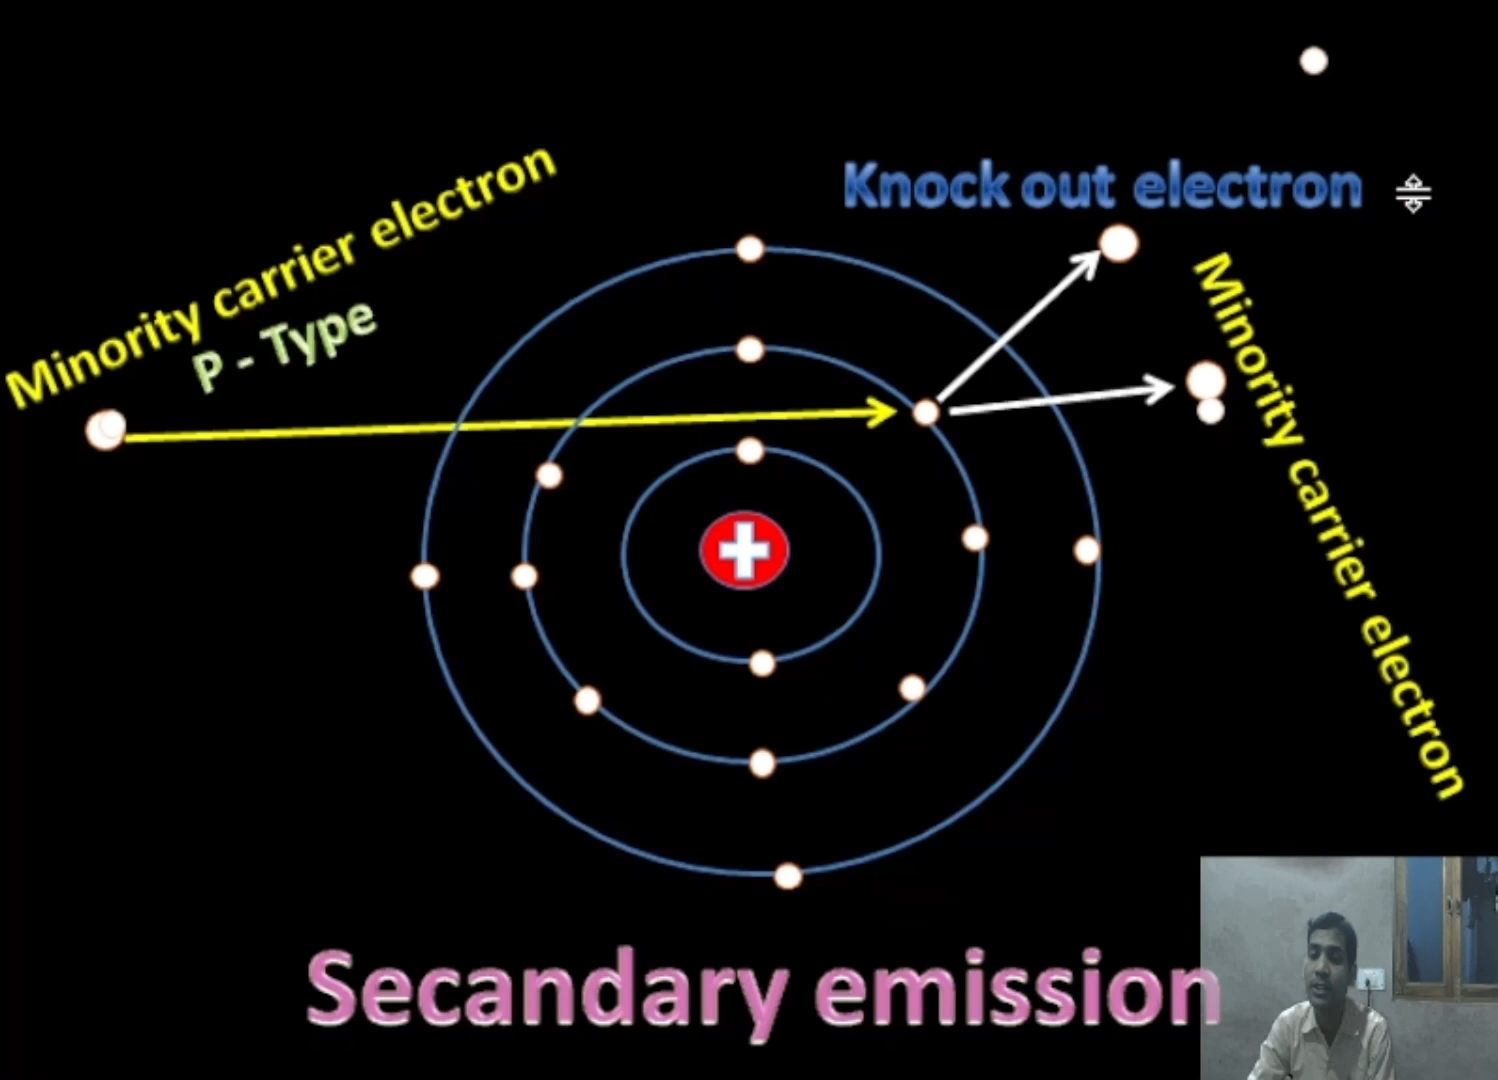 Minority carrier electron
P - Type
Knock out electron
Minority carrier electron
Secandary emission